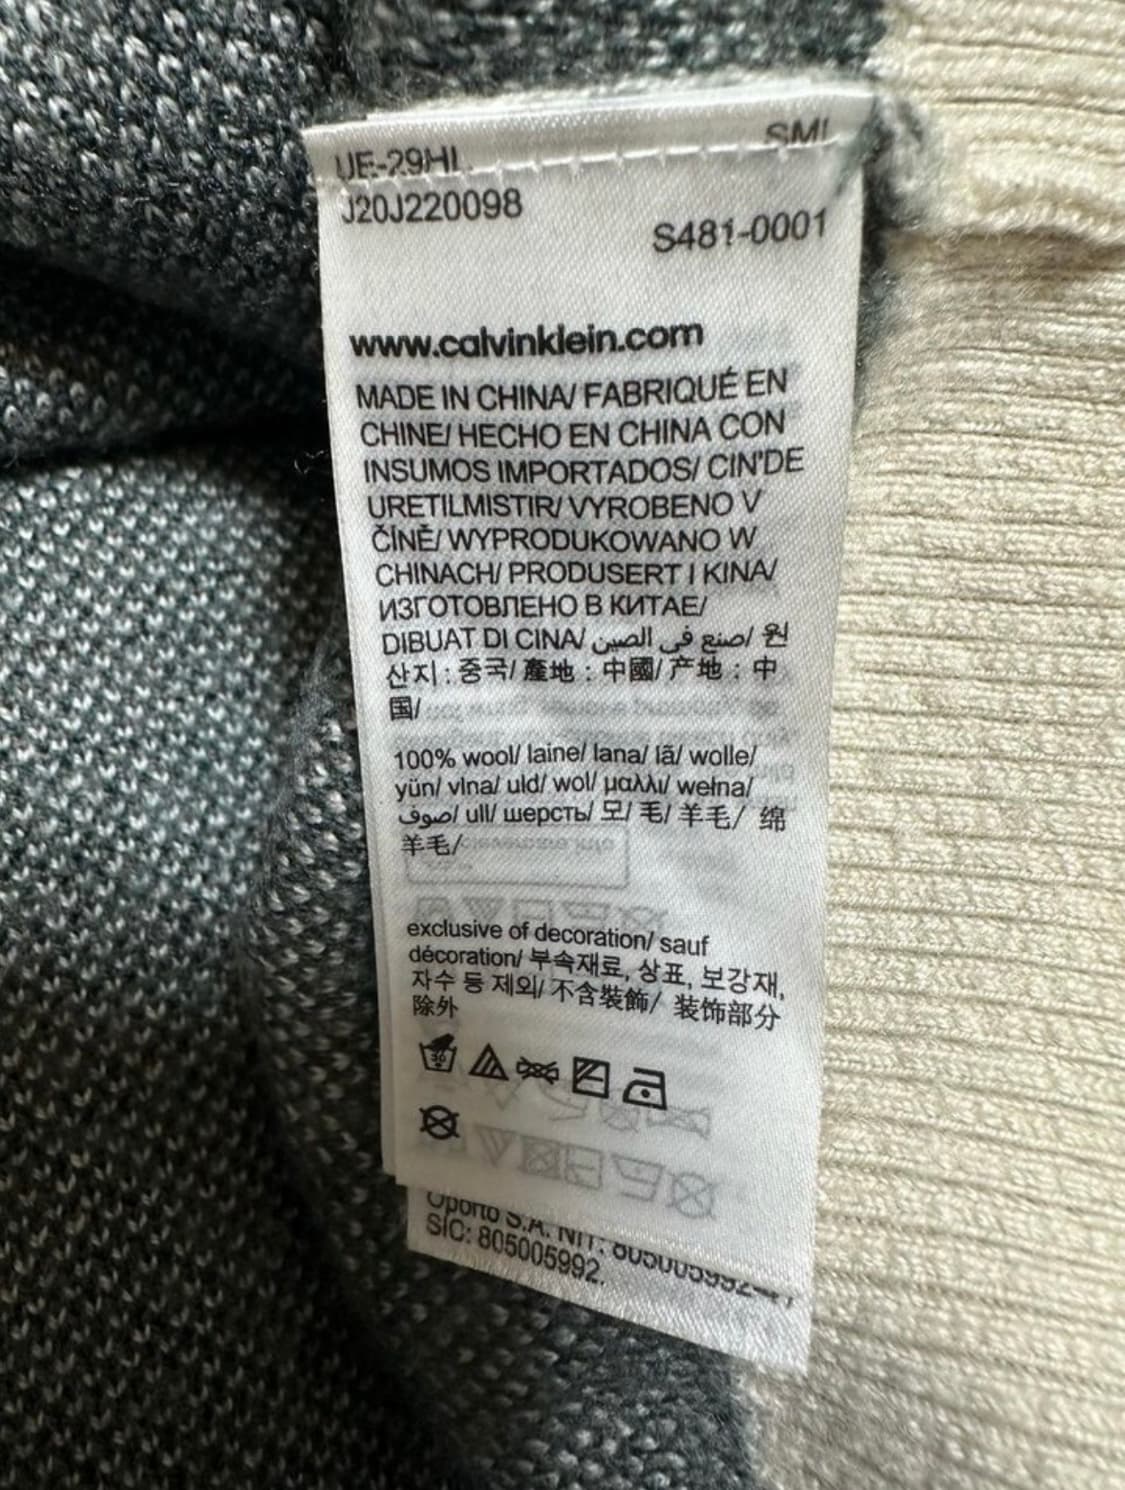 UE-29HL SML
J20J220098
S481-0001
www.calvinklein.com
MADE IN CHINA/ FABRIQUÉ EN
CHINE/ HECHO EN CHINA CON
INSUMOS IMPORTADOS/ CIN'DE
URETILMISTIR/ VYROBENO V
ČÍNĚ/ WYPRODUKOWANO W
CHINACH/ PRODUSERT I KINA/
ИЗГОТОВЛЕНО В КИТАЕ/
DIBUAT DI CINA/ صنع في الصين/ 원
산지 : 중국/ 產地 : 中國/ 产地 : 中
国/
100% wool/ laine/ lana/ lã/ wolle/
yün/ vlna/ uld/ wol/ μαλλι/ wełna/
صوف/ ull/ шерсть/ 모/ 毛/ 羊毛/ 绵
羊毛/
exclusive of decoration/ sauf
décoration/ 부속재료, 상표, 보강재,
자수 등 제외/ 不含裝飾/ 装饰部分
除外
30
Oporto S.A. NIT: 805005992-
SIC: 805005992.